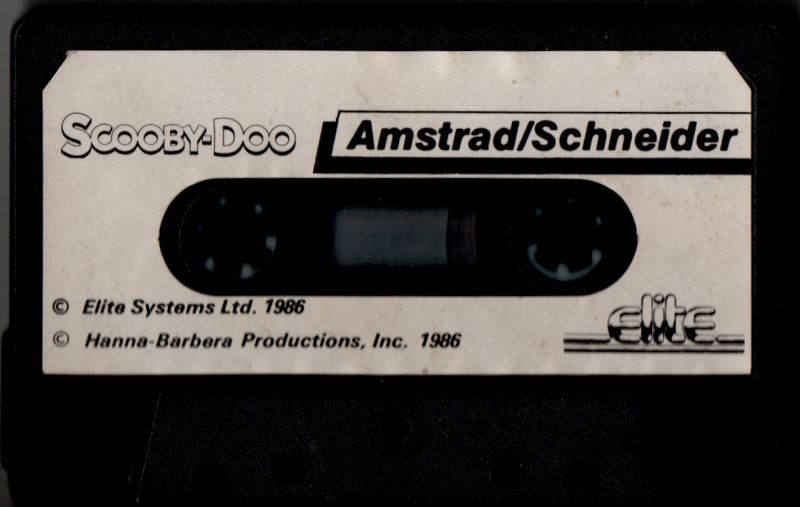 SCOOBY-DOO
Amstrad/Schneider
© Elite Systems Ltd. 1986
© Hanna-Barbera Productions, Inc. 1986
elite